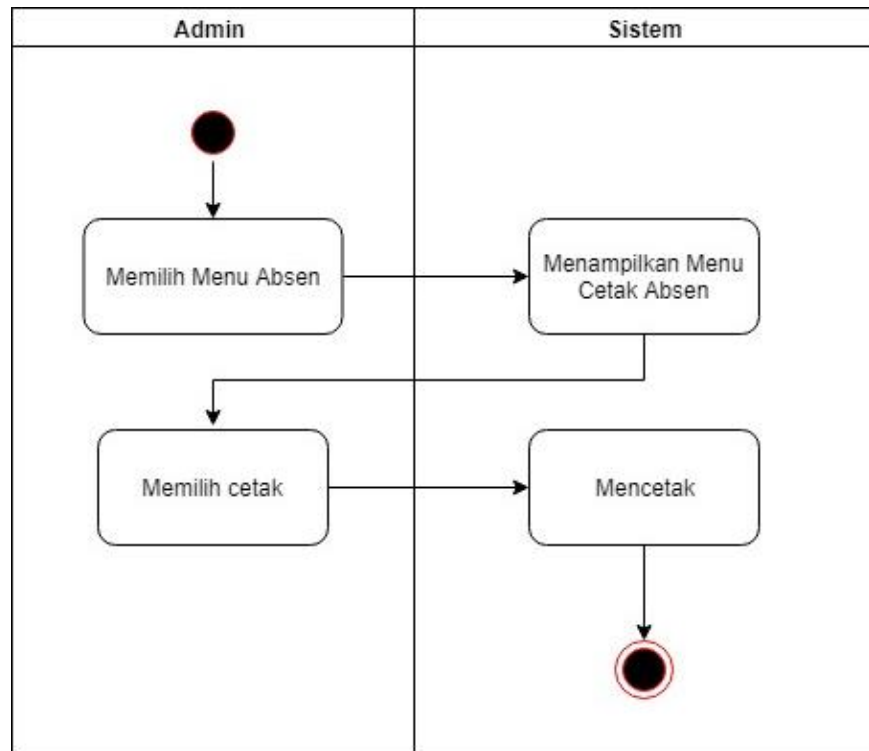 Admin
Sistem
Memilih Menu Absen
Menampilkan Menu
Cetak Absen
Memilih cetak
Mencetak